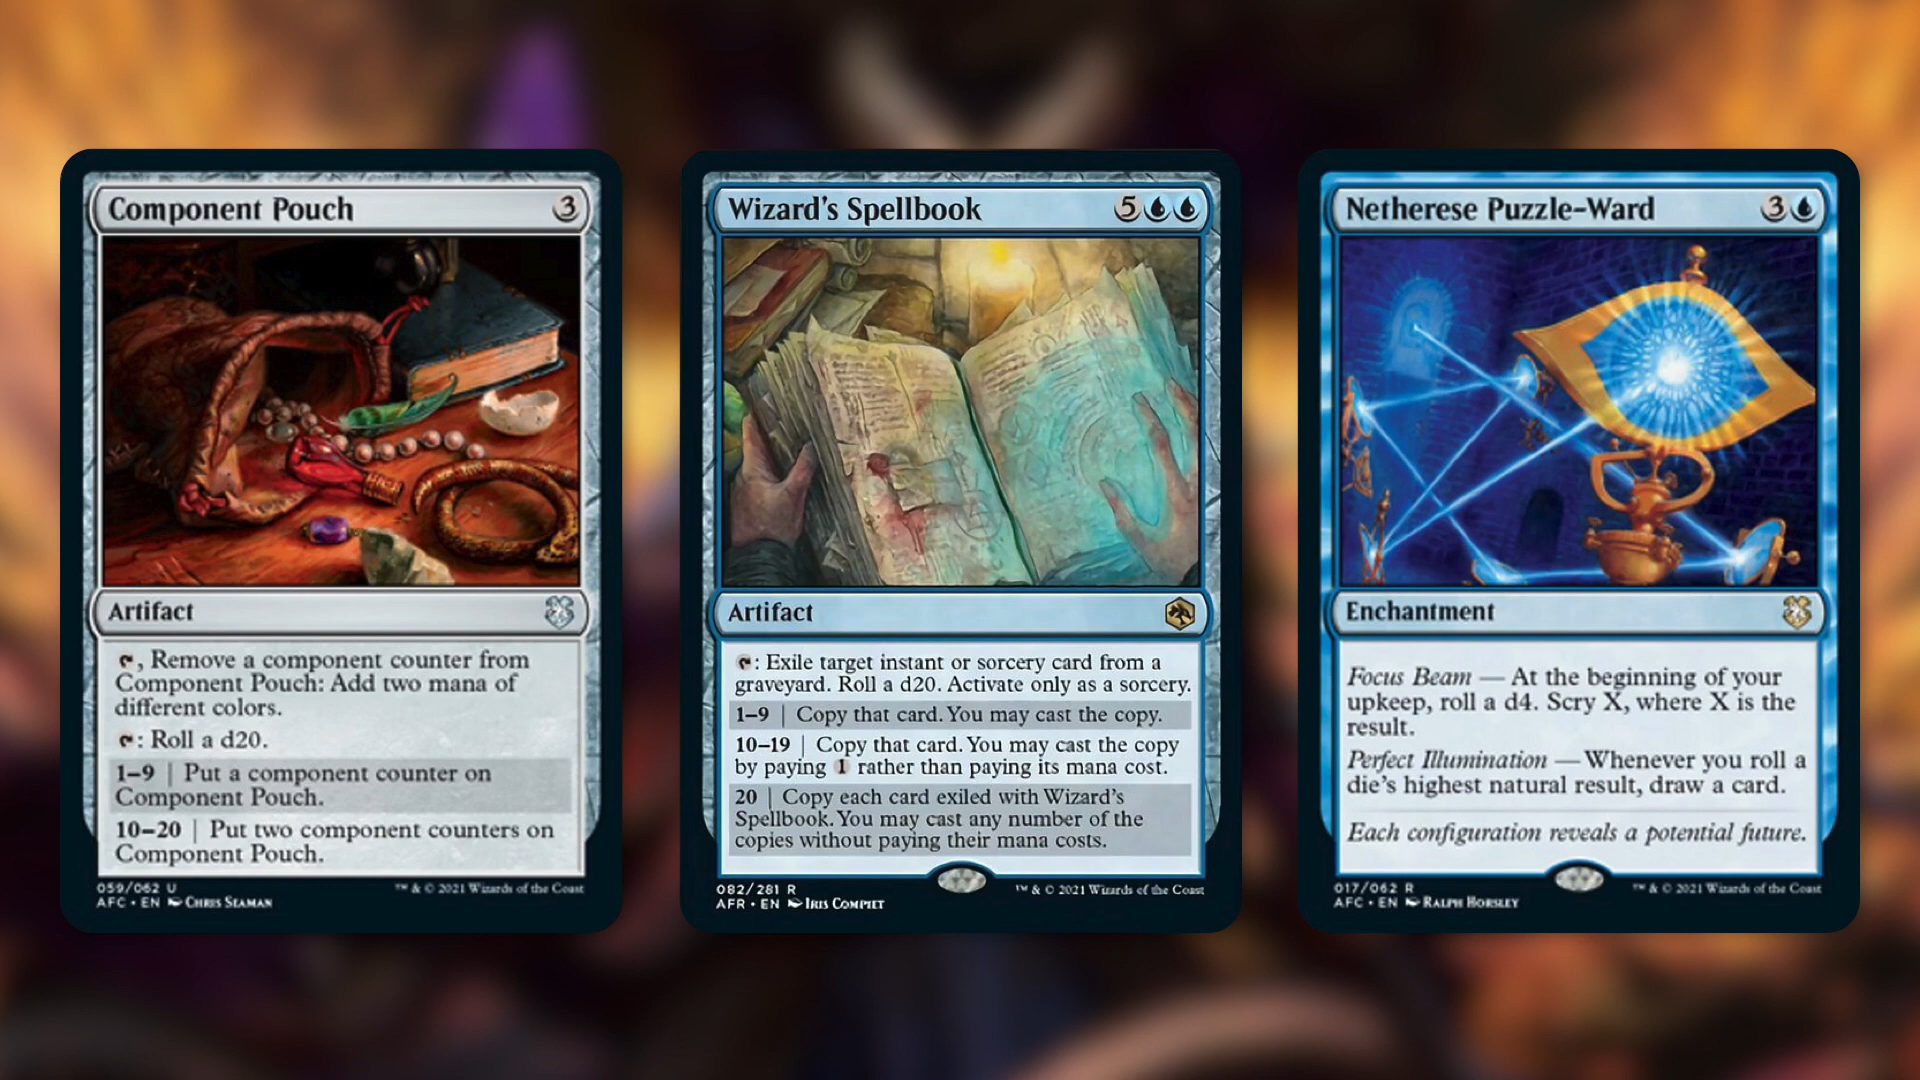 Component Pouch 3
Artifact
, Remove a component counter from
Component Pouch: Add two mana of
different colors.
: Roll a d20.
1–9 | Put a component counter on
Component Pouch.
10–20 | Put two component counters on
Component Pouch.
059/062 U
™ & © 2021 Wizards of the Coast
AFC • EN Chris Seaman
Wizard's Spellbook 5
Artifact
: Exile target instant or sorcery card from a
graveyard. Roll a d20. Activate only as a sorcery.
1–9 | Copy that card. You may cast the copy.
10–19 | Copy that card. You may cast the copy
by paying 1 rather than paying its mana cost.
20 | Copy each card exiled with Wizard's
Spellbook. You may cast any number of the
copies without paying their mana costs.
082/281 R
™ & © 2021 Wizards of the Coast
AFR • EN Iris Compiet
Netherese Puzzle-Ward 3
Enchantment
Focus Beam — At the beginning of your
upkeep, roll a d4. Scry X, where X is the
result.
Perfect Illumination — Whenever you roll a
die's highest natural result, draw a card.
Each configuration reveals a potential future.
017/062 R
™ & © 2021 Wizards of the Coast
AFC • EN Ralph Horsley